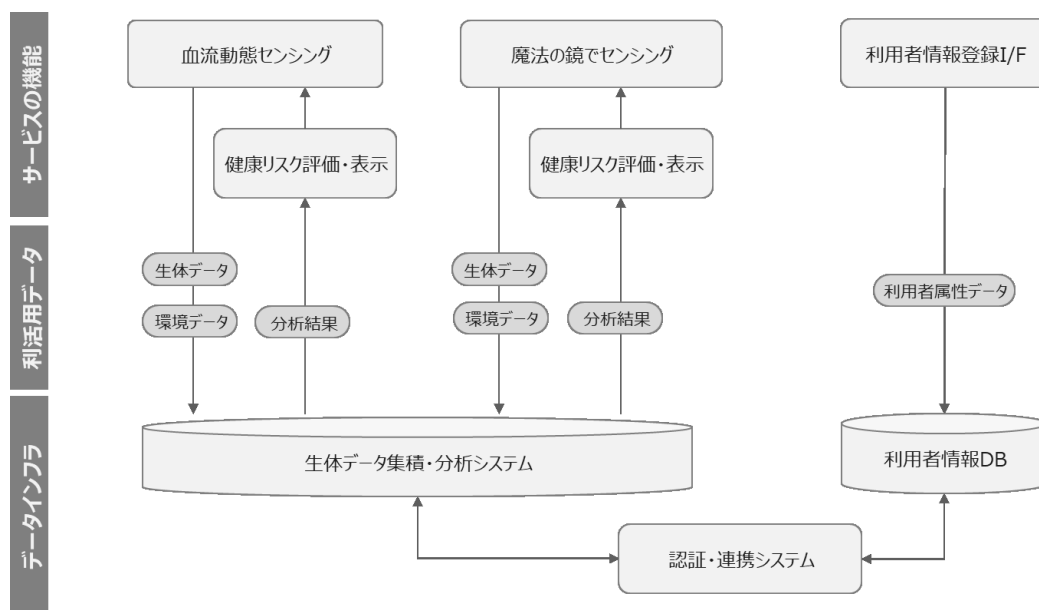 サービスの機能
血流動態センシング
魔法の鏡でセンシング
利用者情報登録I/F
健康リスク評価・表示
健康リスク評価・表示
利活用データ
生体データ
環境データ
分析結果
生体データ
環境データ
分析結果
利用者属性データ
データインフラ
生体データ集積・分析システム
利用者情報DB
認証・連携システム